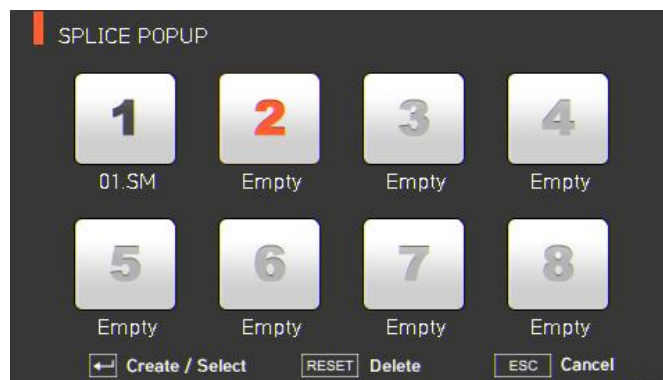 SPLICE POPUP
1 2 3 4
01.SM Empty Empty Empty
5 6 7 8
Empty Empty Empty Empty
Create / Select RESET Delete ESC Cancel